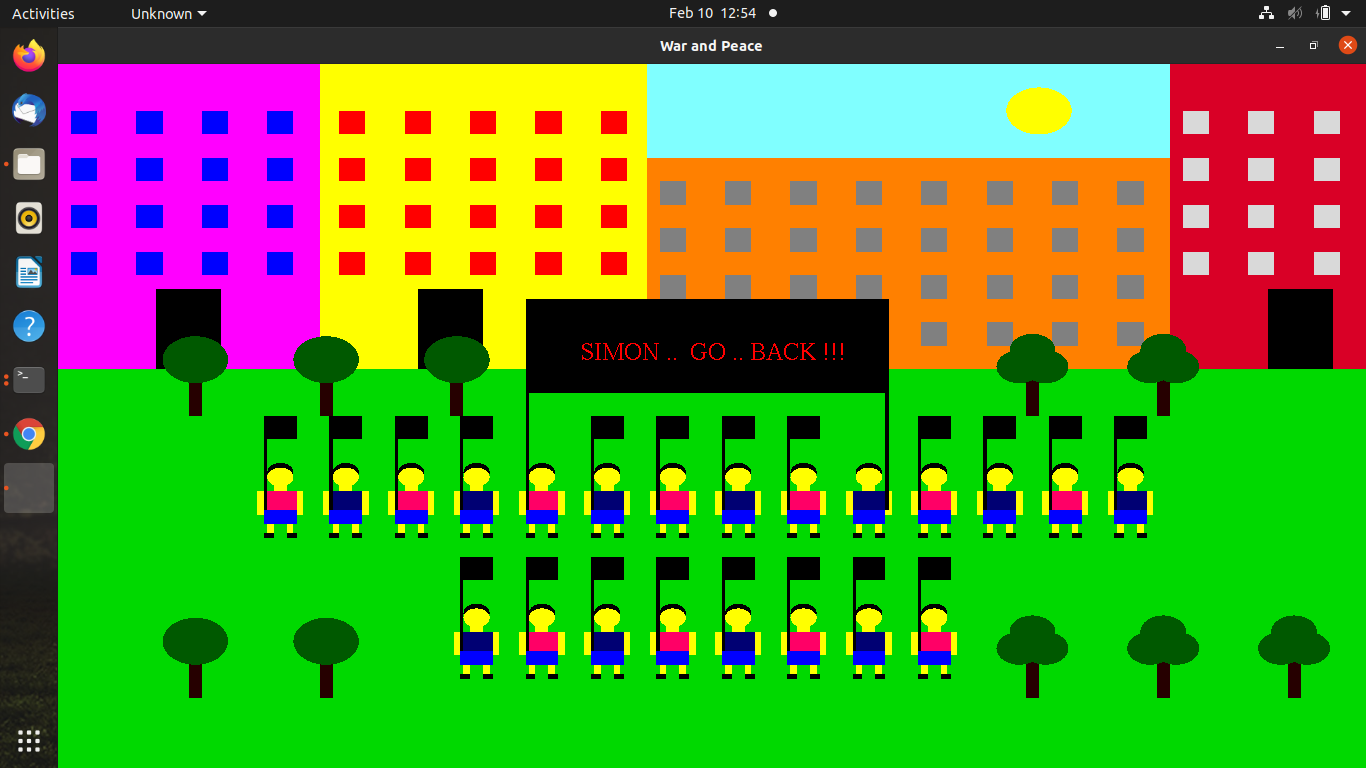 Activities
Unknown
Feb 10 12:54
War and Peace
SIMON .. GO .. BACK !!!